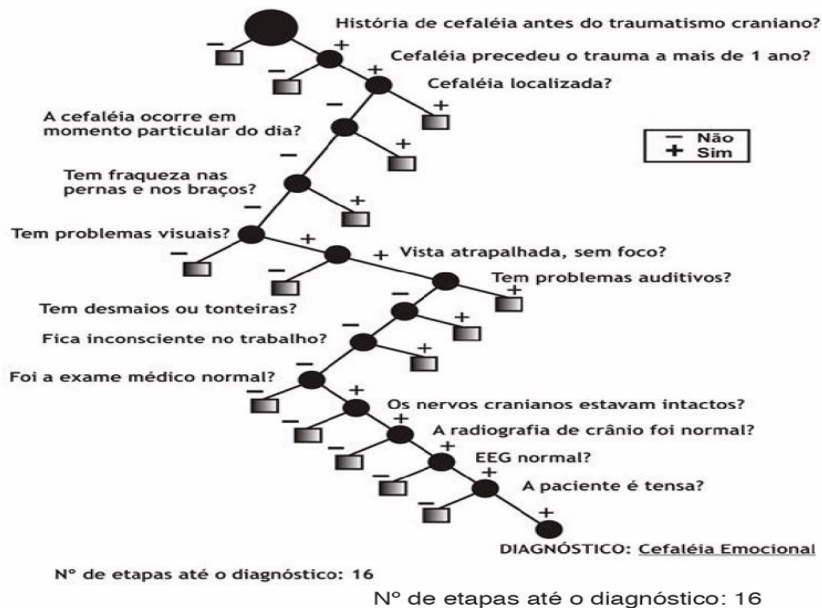 História de cefaléia antes do traumatismo craniano?
Cefaléia precedeu o trauma a mais de 1 ano?
Cefaléia localizada?
A cefaléia ocorre em
momento particular do dia?
− Não
+ Sim
Tem fraqueza nas
pernas e nos braços?
Tem problemas visuais?
Vista atrapalhada, sem foco?
Tem problemas auditivos?
Tem desmaios ou tonteiras?
Fica inconsciente no trabalho?
Foi a exame médico normal?
Os nervos cranianos estavam intactos?
A radiografia de crânio foi normal?
EEG normal?
A paciente é tensa?
DIAGNÓSTICO: Cefaléia Emocional
Nº de etapas até o diagnóstico: 16
Nº de etapas até o diagnóstico: 16